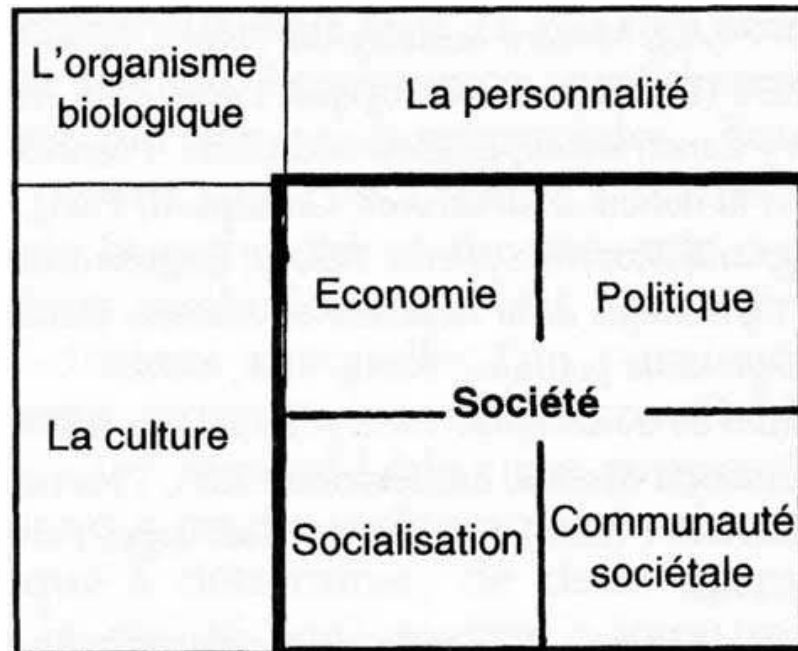 L'organisme
biologique
La personnalité
Economie
Politique
Société
La culture
Socialisation
Communauté
sociétale